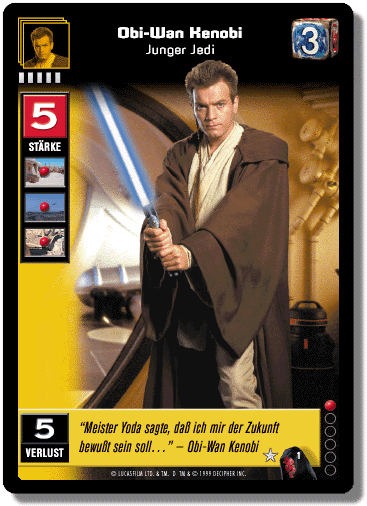 Obi-Wan Kenobi
Junger Jedi
3
5
STÄRKE
5
VERLUST
“Meister Yoda sagte, daß ich mir der Zukunft
bewußt sein soll…” – Obi-Wan Kenobi
1
© LUCASFILM LTD. & TM. D TM & © 1999 DECIPHER INC.